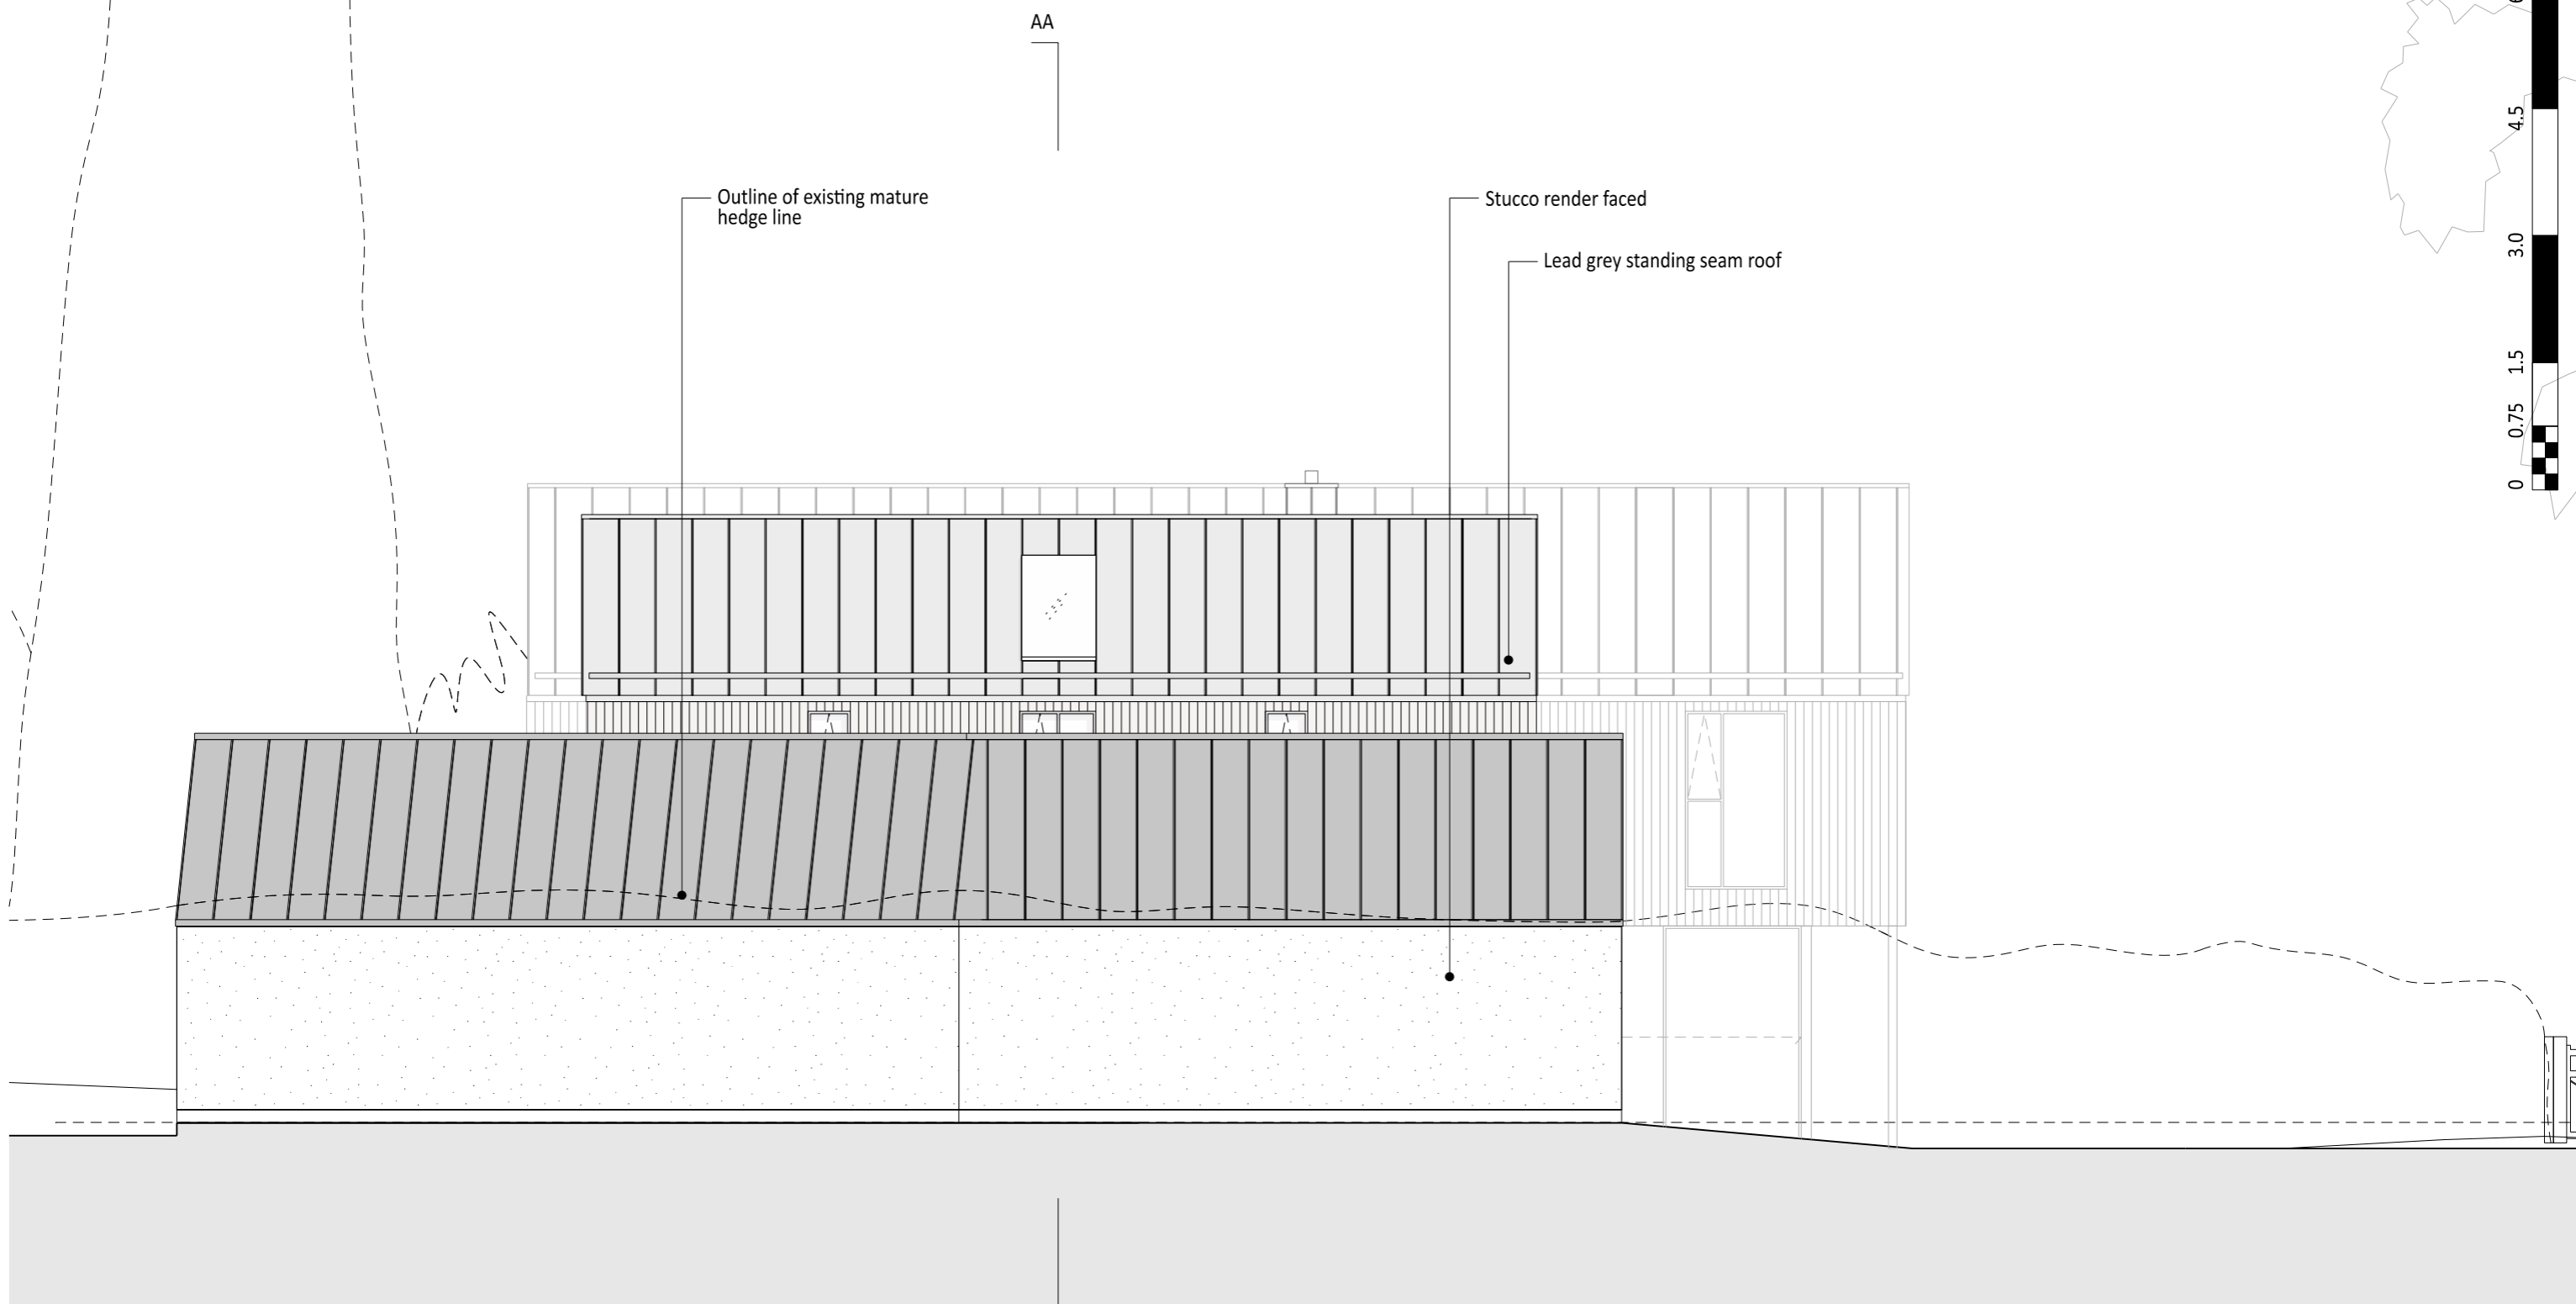 AA
Outline of existing mature
hedge line
Stucco render faced
Lead grey standing seam roof
4.5
3.0
1.5
0.75
0